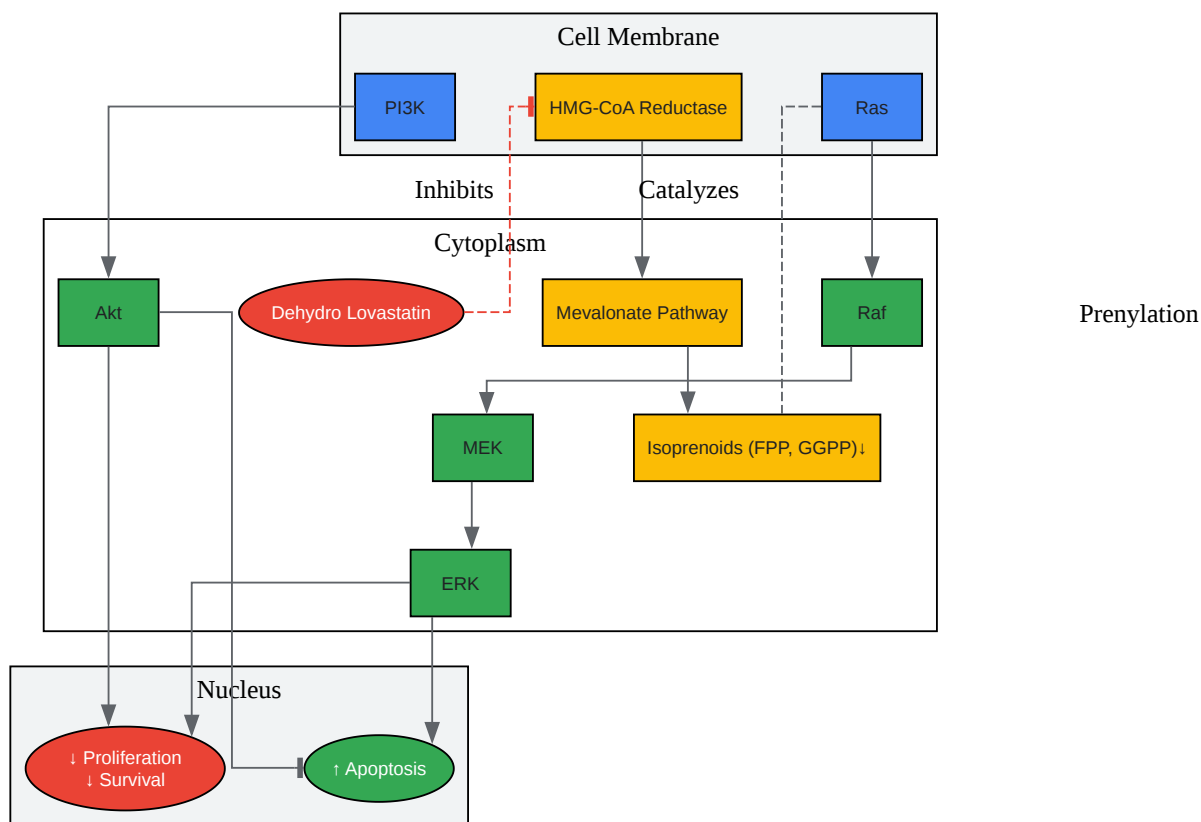 Cell Membrane
PI3K
HMG-CoA Reductase
Ras
Inhibits
Catalyzes
Cytoplasm
Akt
Dehydro Lovastatin
Mevalonate Pathway
Raf
Prenylation
MEK
Isoprenoids (FPP, GGPP)↓
ERK
Nucleus
↓ Proliferation
↓ Survival
↑ Apoptosis